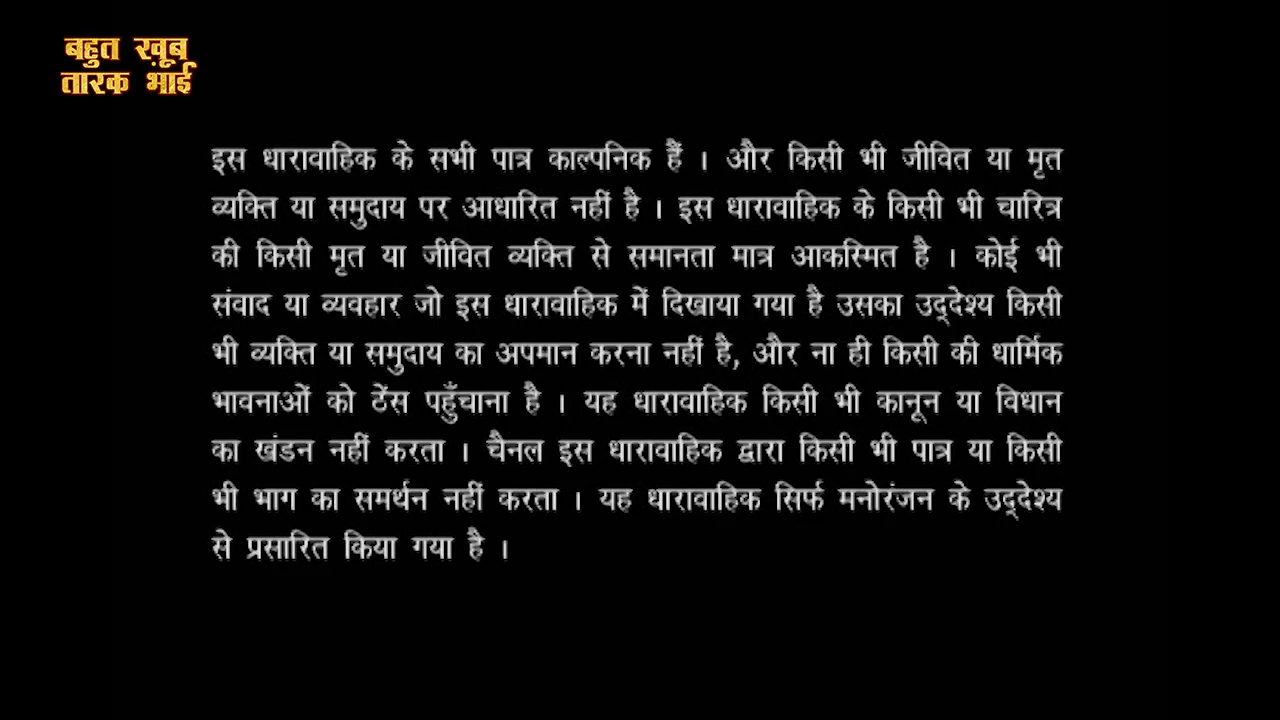 बहुत खूब
तारक भाई
इस धारावाहिक के सभी पात्र काल्पनिक हैं । और किसी भी जीवित या मृत
व्यक्ति या समुदाय पर आधारित नहीं है । इस धारावाहिक के किसी भी चारित्र
की किसी मृत या जीवित व्यक्ति से समानता मात्र आकस्मित है । कोई भी
संवाद या व्यवहार जो इस धारावाहिक में दिखाया गया है उसका उद्देश्य किसी
भी व्यक्ति या समुदाय का अपमान करना नहीं है, और ना ही किसी की धार्मिक
भावनाओं को टेंस पहुँचाना है । यह धारावाहिक किसी भी कानून या विधान
का खंडन नहीं करता । चैनल इस धारावाहिक द्वारा किसी भी पात्र या किसी
भी भाग का समर्थन नहीं करता । यह धारावाहिक सिर्फ मनोरंजन के उद्देश्य
से प्रसारित किया गया है ।